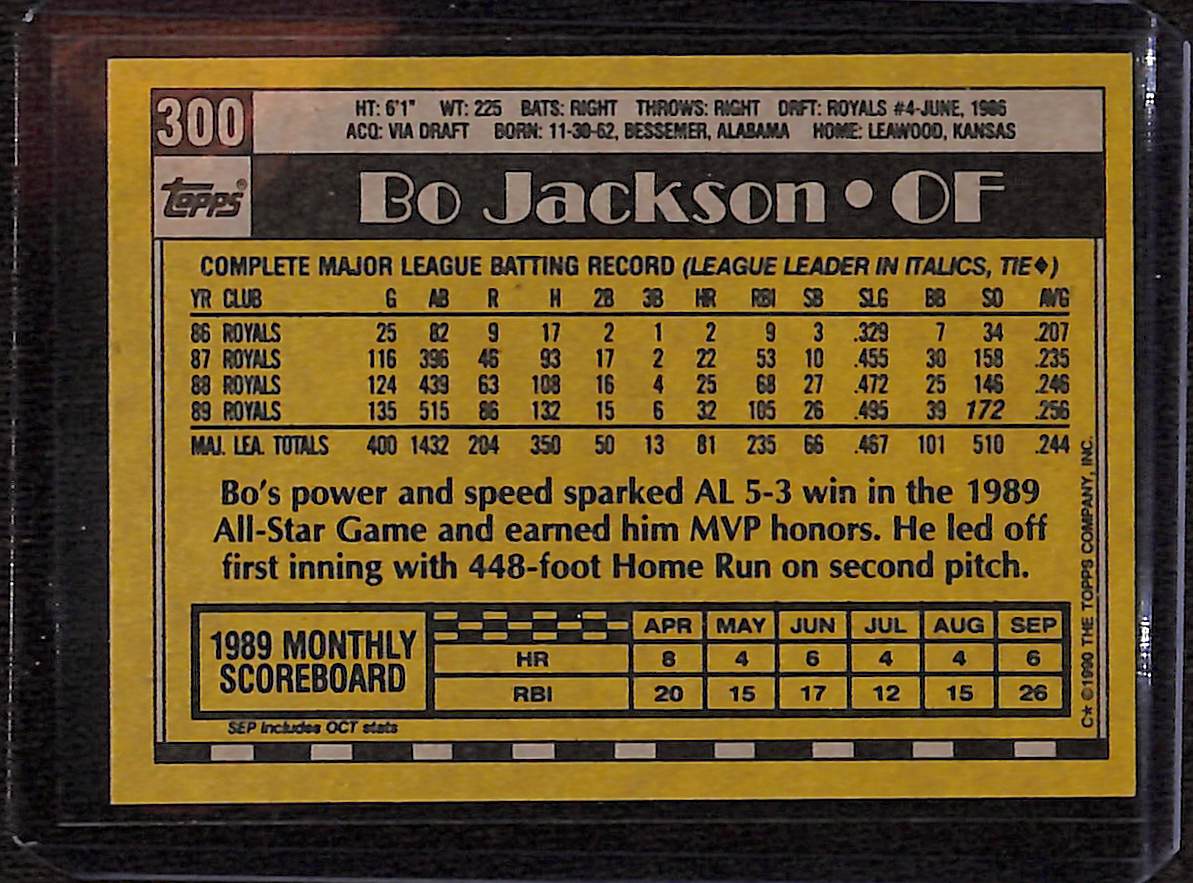 300
HT: 6'1" WT: 225 BATS: RIGHT THROWS: RIGHT DRFT: ROYALS #4-JUNE, 1986
ACQ: VIA DRAFT BORN: 11-30-62, BESSEMER, ALABAMA HOME: LEAWOOD, KANSAS
topps®
Bo Jackson • OF
COMPLETE MAJOR LEAGUE BATTING RECORD (LEAGUE LEADER IN ITALICS, TIE◆)
YR CLUB G AB R H 2B 3B HR RBI SB SLG BB SO AVG
86 ROYALS 25 82 9 17 2 1 2 9 3 .329 7 34 .207
87 ROYALS 116 396 46 93 17 2 22 53 10 .455 30 158 .235
88 ROYALS 124 439 63 108 16 4 25 68 27 .472 25 146 .246
89 ROYALS 135 515 86 132 15 6 32 105 26 .495 39 172 .256
MAJ. LEA. TOTALS 400 1432 204 350 50 13 81 235 66 .467 101 510 .244
Bo's power and speed sparked AL 5-3 win in the 1989
All-Star Game and earned him MVP honors. He led off
first inning with 448-foot Home Run on second pitch.
1989 MONTHLY
SCOREBOARD
APR MAY JUN JUL AUG SEP
HR 8 4 6 4 4 6
RBI 20 15 17 12 15 26
SEP includes OCT stats
C★ ©1990 THE TOPPS COMPANY, INC.